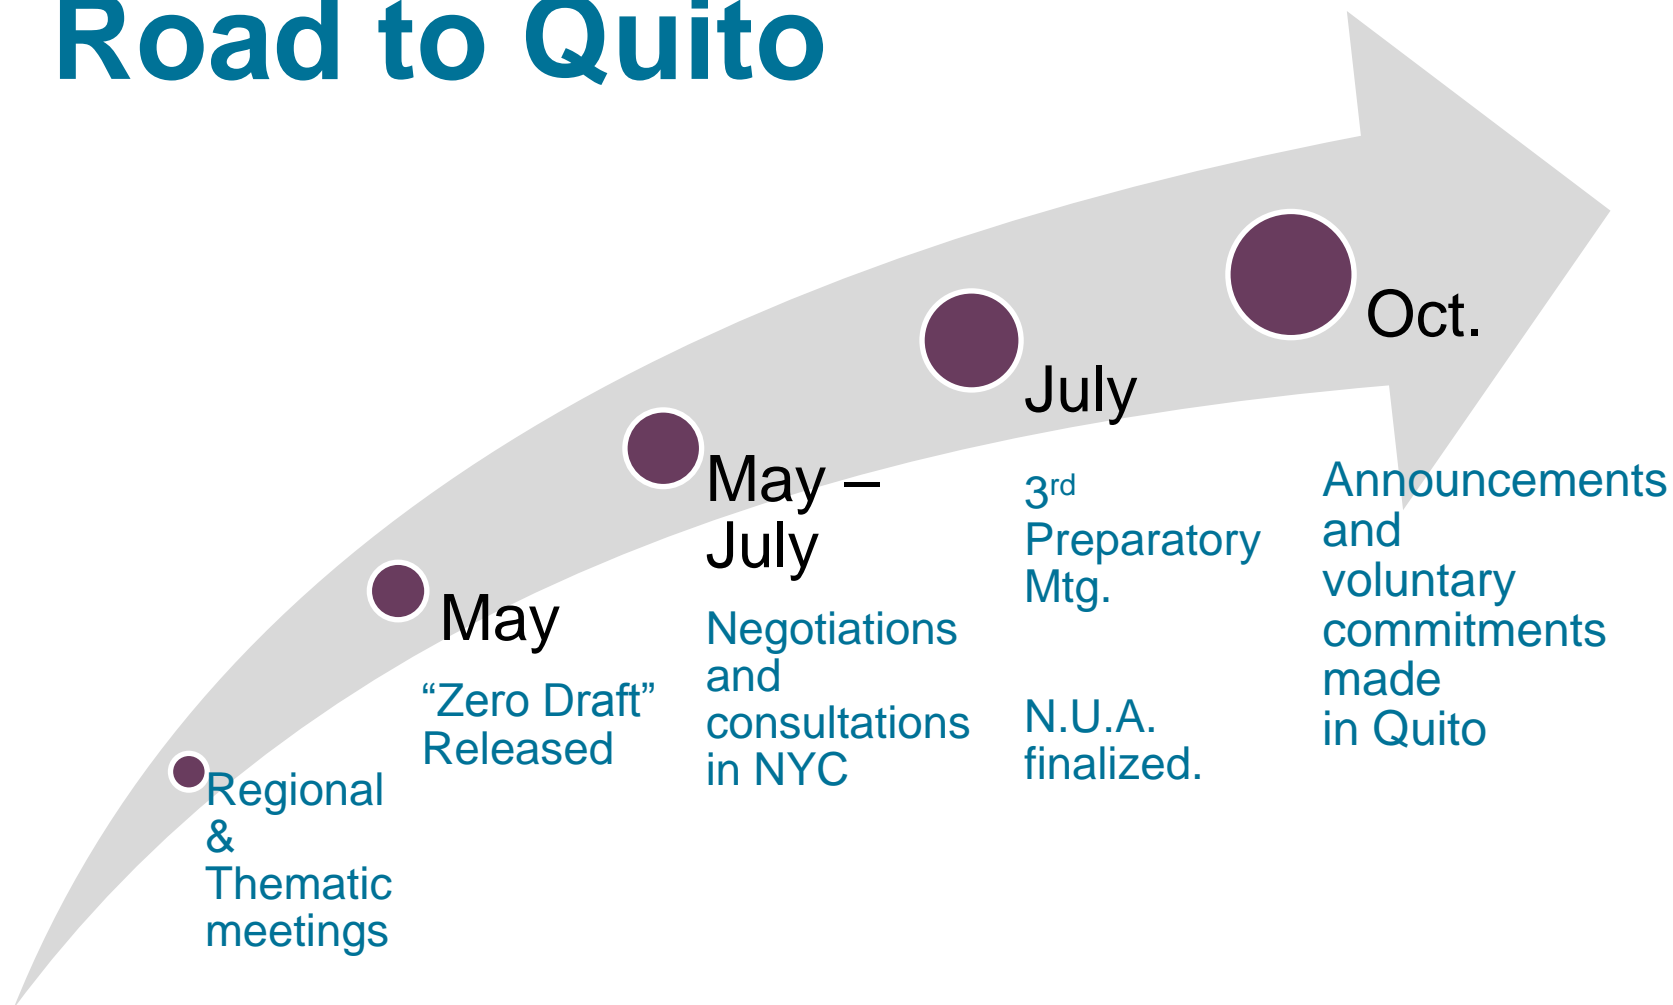 Road to Quito
Regional
&
Thematic
meetings
May
“Zero Draft”
Released
May –
July
Negotiations
and
consultations
in NYC
July
3rd
Preparatory
Mtg.
N.U.A.
finalized.
Oct.
Announcements
and
voluntary
commitments
made
in Quito